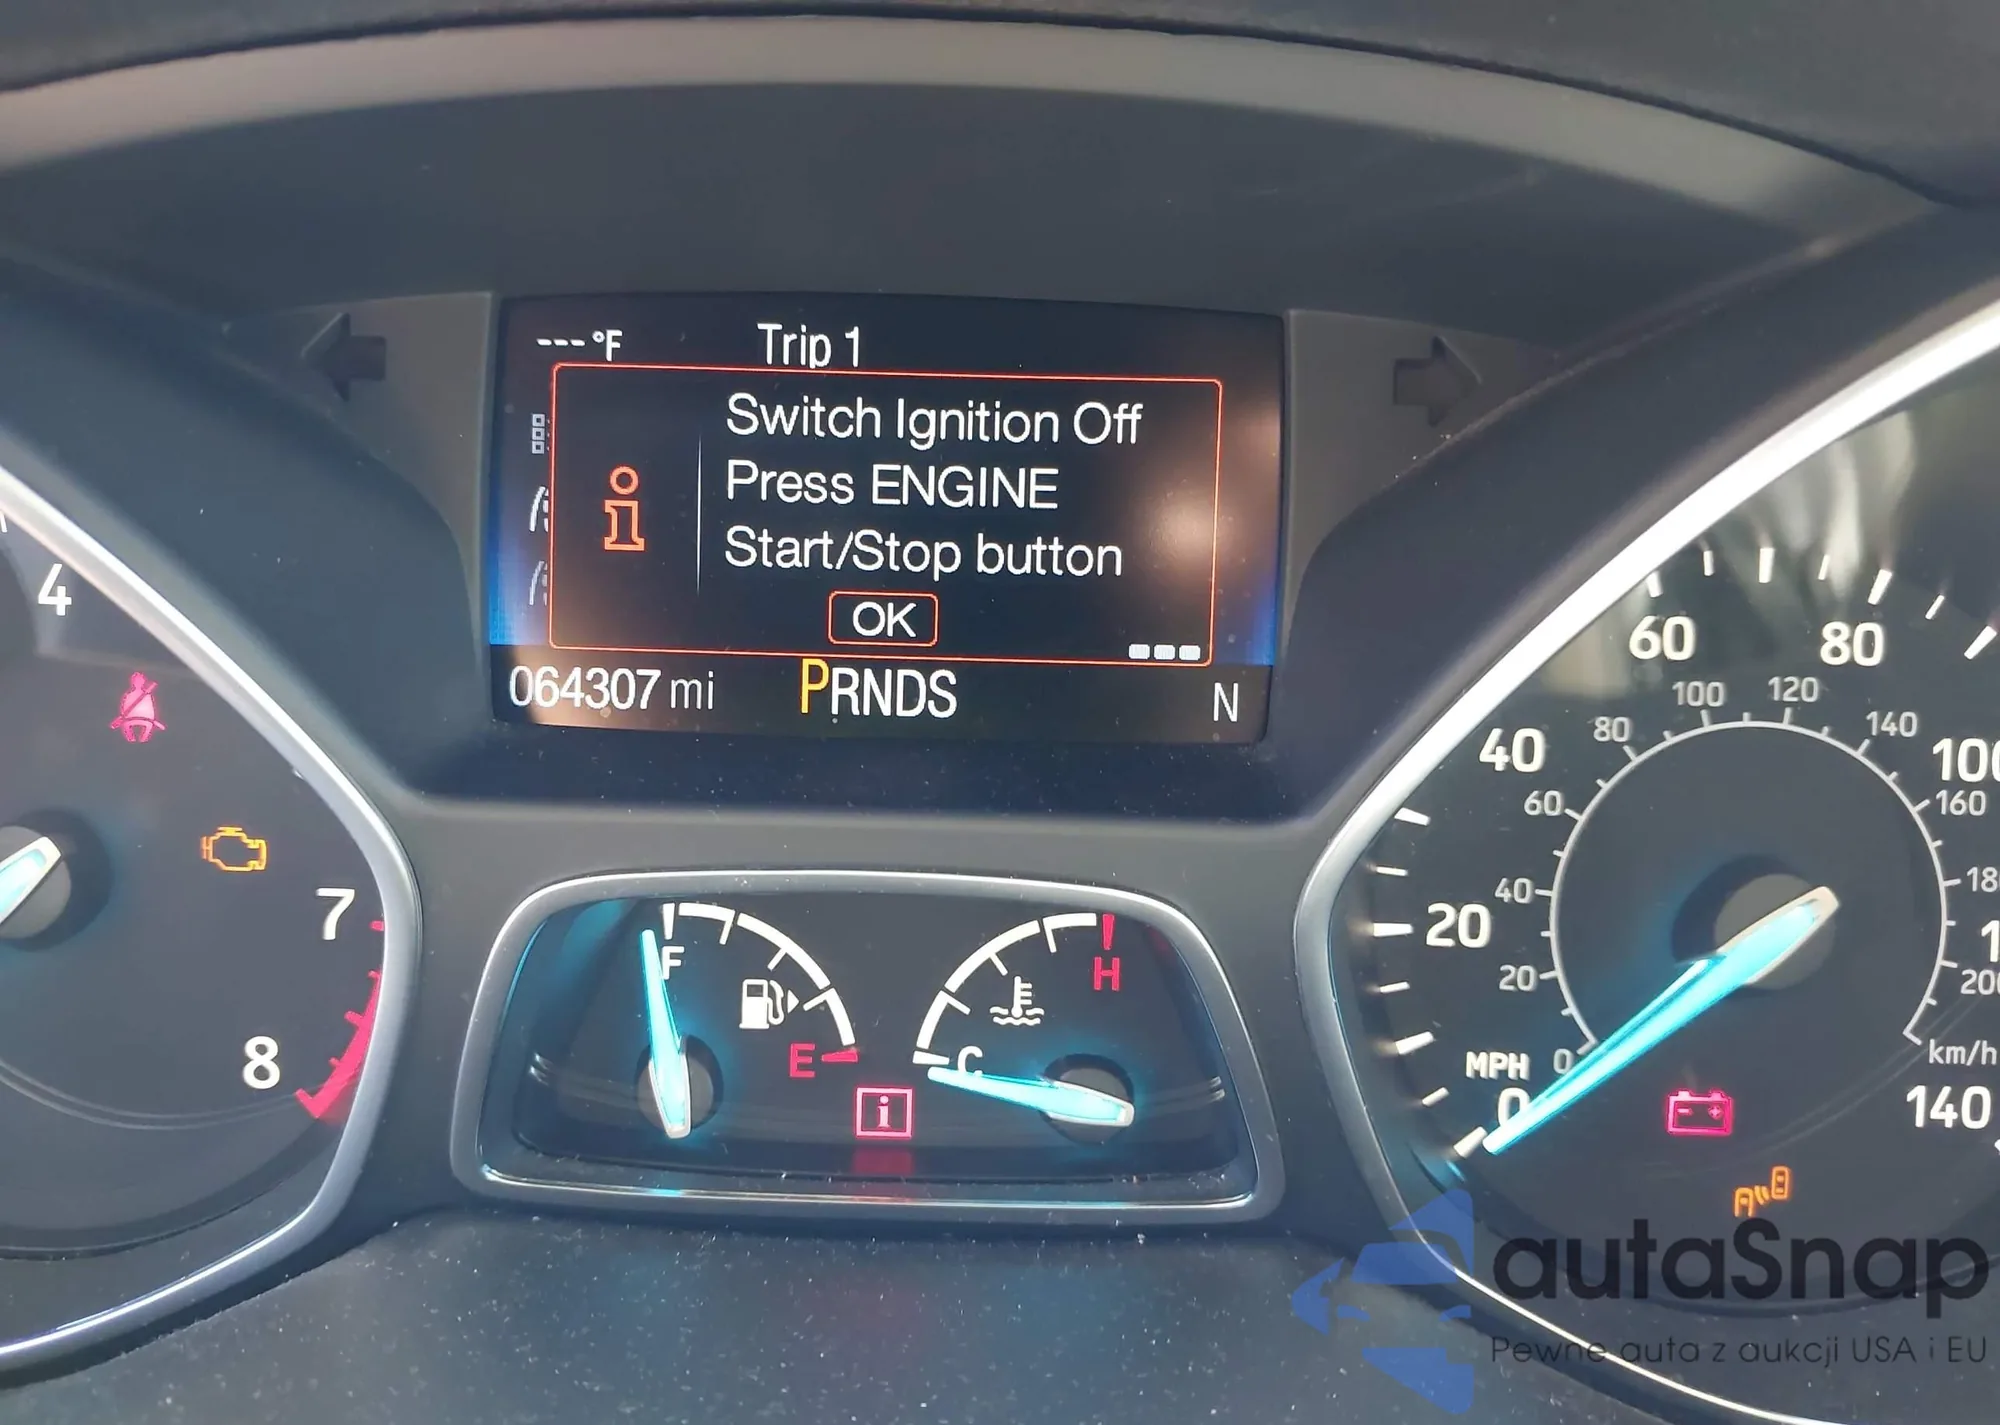 ---°F Trip 1
Switch Ignition Off
Press ENGINE
Start/Stop button
OK
064307 mi PRNDS N
4
7
8
F
E
H
C
60
80
100
120
80
140
40
100
60
160
40
20
20
MPH 0
km/h
0
140
autaSnap
Pewne auta z aukcji USA i EU